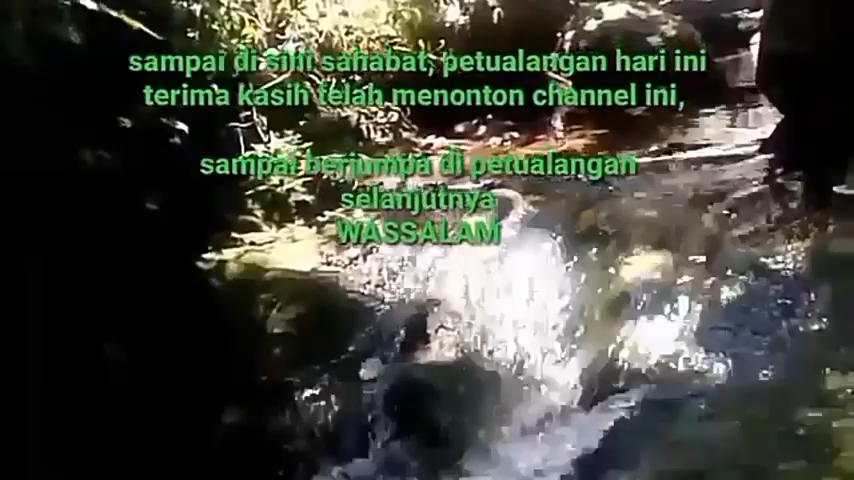 sampai di sini sahabat, petualangan hari ini
terima kasih telah menonton channel ini,
sampai berjumpa di petualangan
selanjutnya
WASSALAM